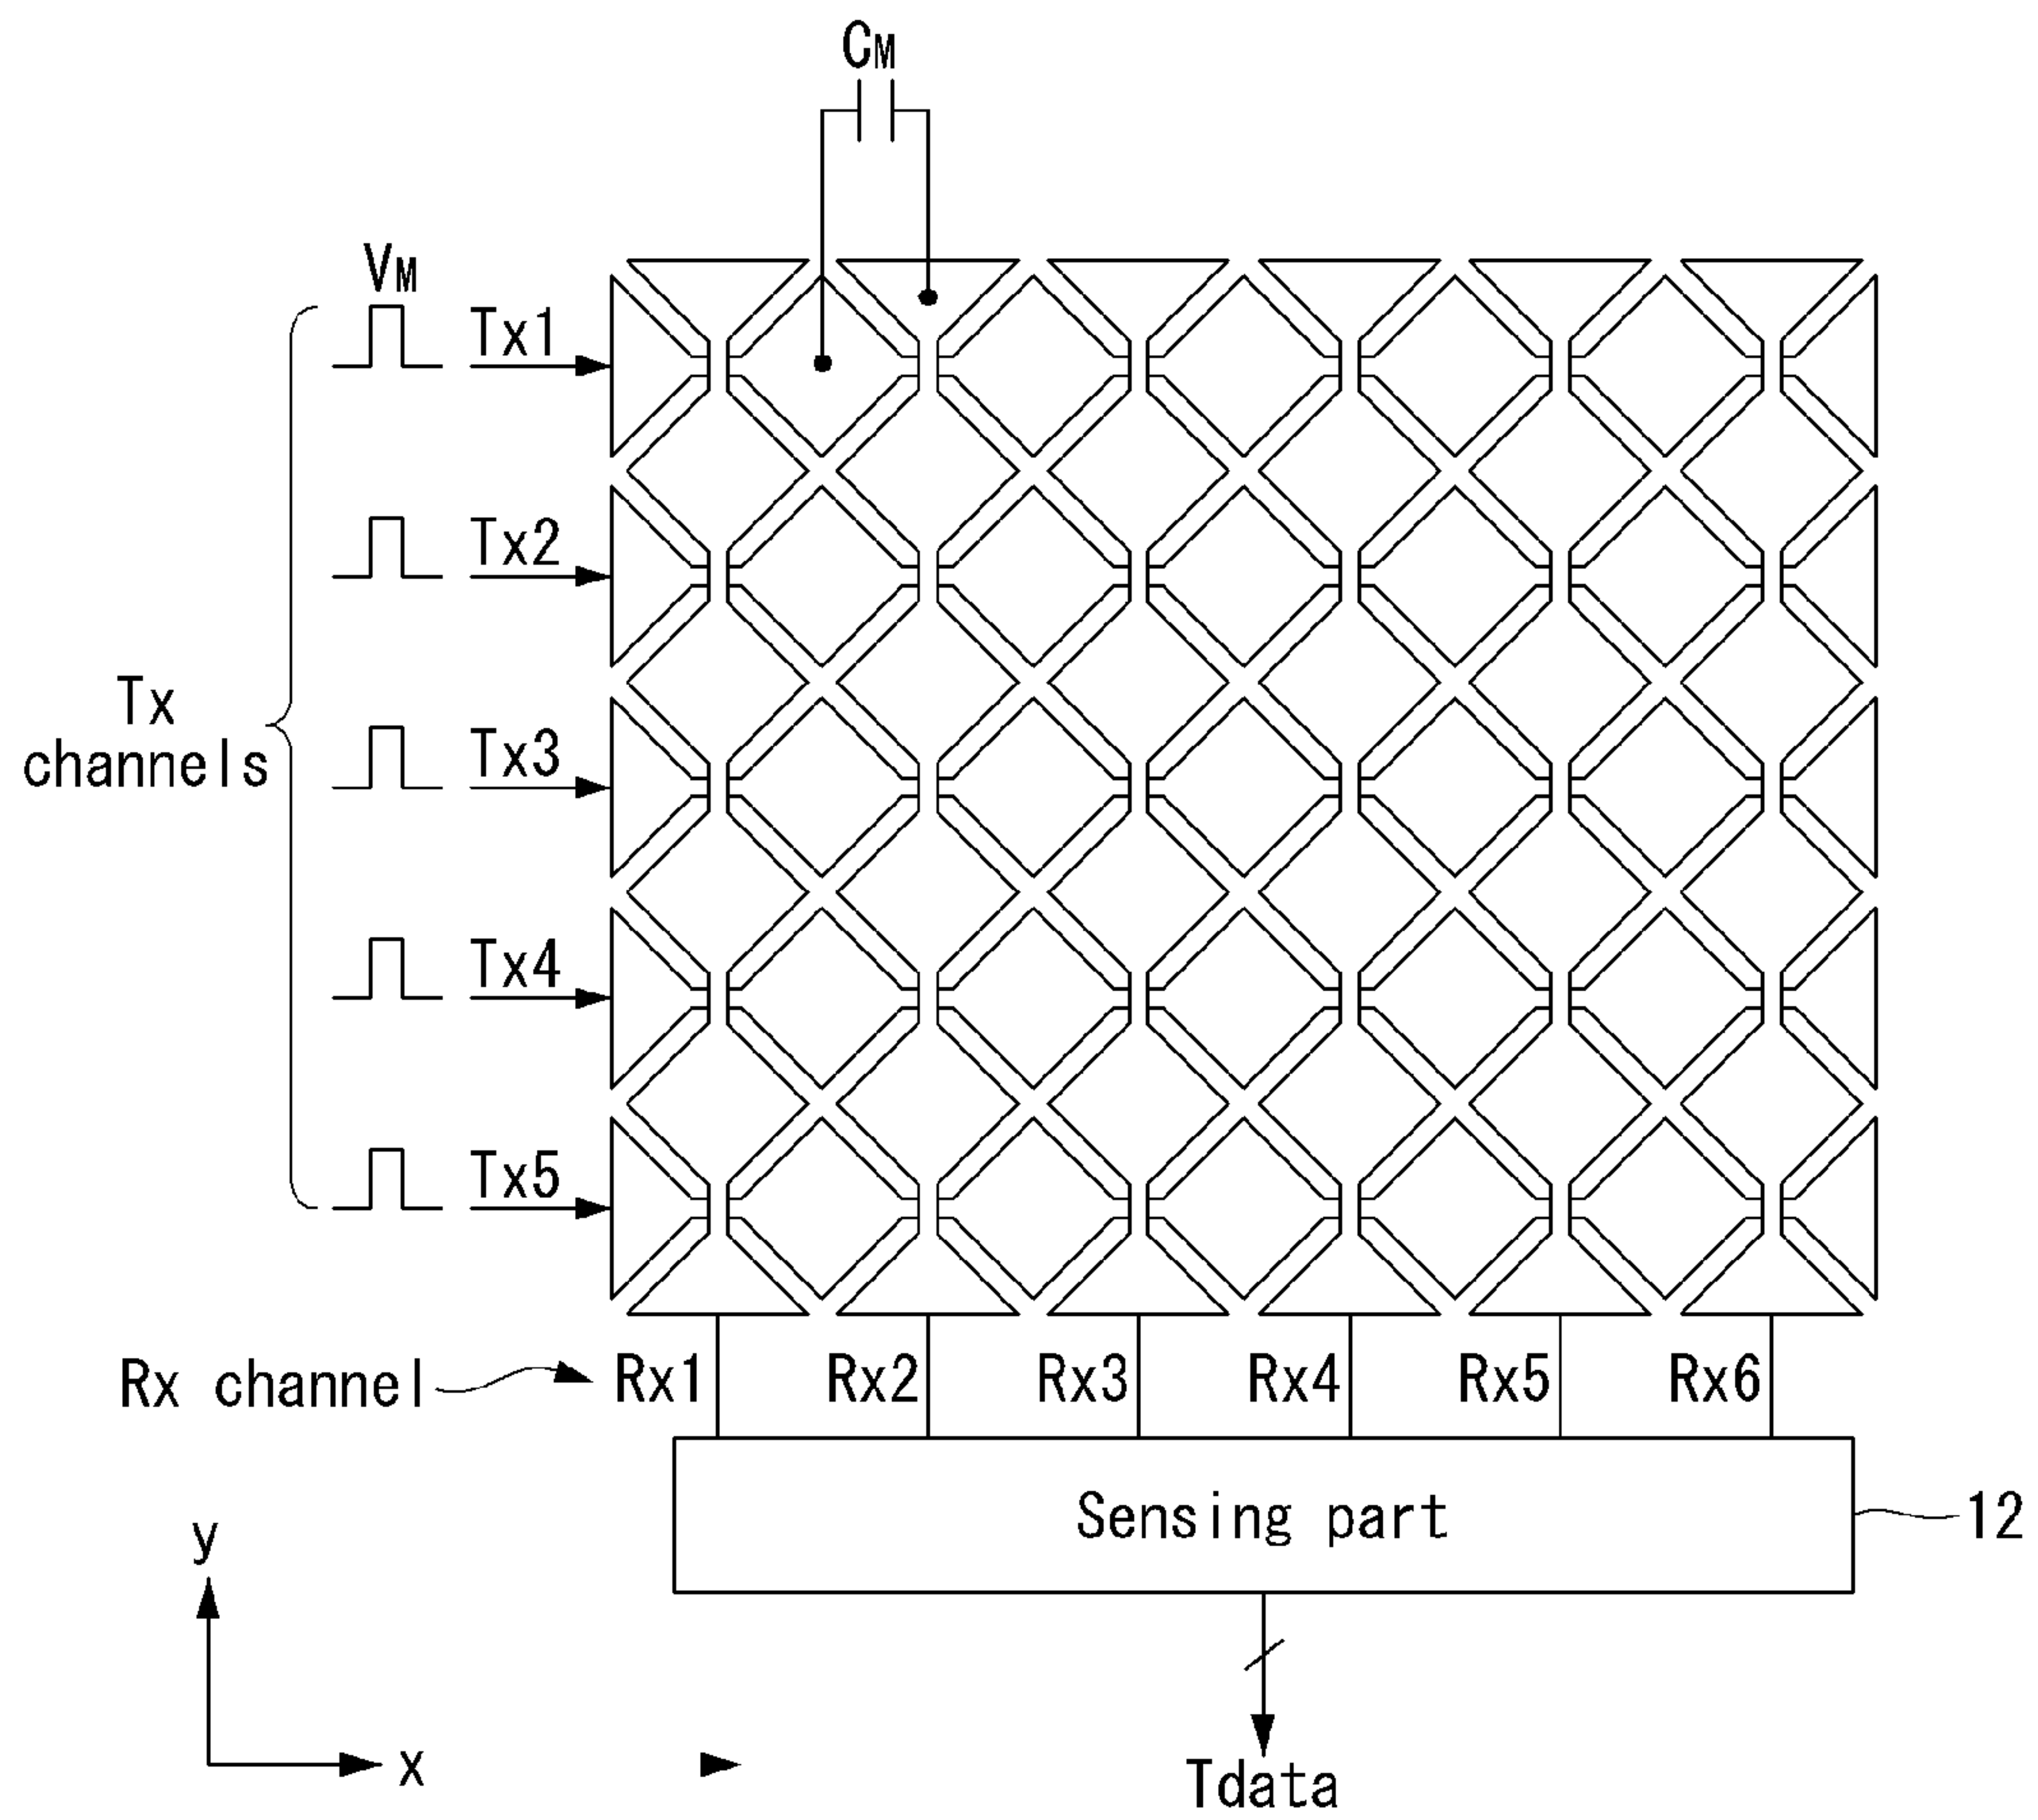 CM
VM
Tx1
Tx2
Tx
channels
Tx3
Tx4
Tx5
Rx channel
Rx1 Rx2 Rx3 Rx4 Rx5 Rx6
Sensing part
12
y
x
Tdata